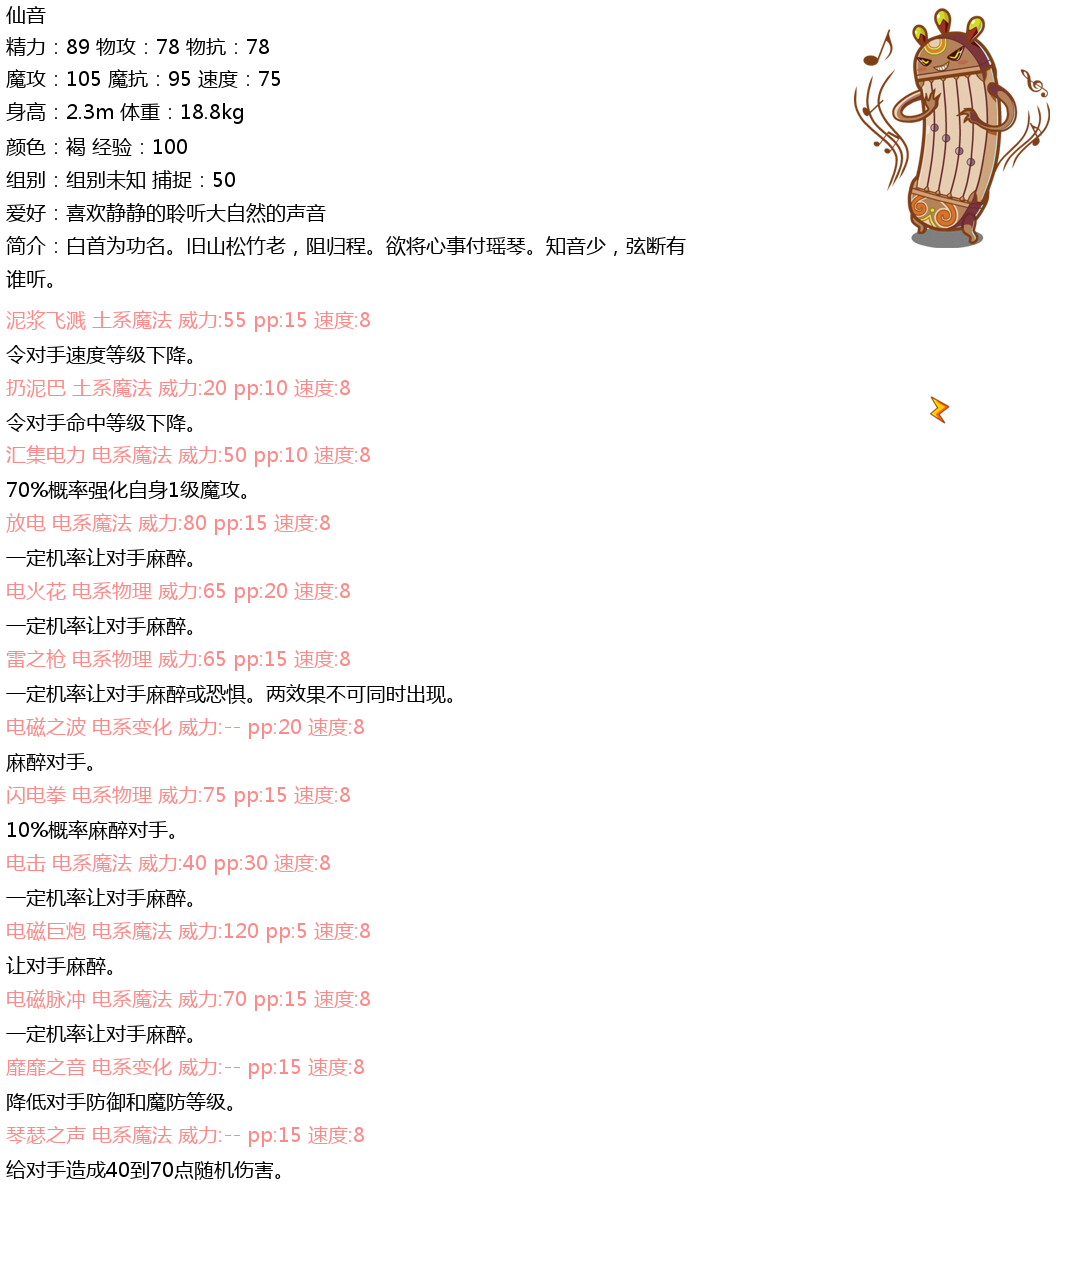 仙音
精力：89 物攻：78 物抗：78
魔攻：105 魔抗：95 速度：75
身高：2.3m 体重：18.8kg
颜色：褐 经验：100
组别：组别未知 捕捉：50
爱好：喜欢静静的聆听大自然的声音
简介：白首为功名。旧山松竹老，阻归程。欲将心事付瑶琴。知音少，弦断有
谁听。
泥浆飞溅 土系魔法 威力:55 pp:15 速度:8
令对手速度等级下降。
扔泥巴 土系魔法 威力:20 pp:10 速度:8
令对手命中等级下降。
汇集电力 电系魔法 威力:50 pp:10 速度:8
70%概率强化自身1级魔攻。
放电 电系魔法 威力:80 pp:15 速度:8
一定机率让对手麻醉。
电火花 电系物理 威力:65 pp:20 速度:8
一定机率让对手麻醉。
雷之枪 电系物理 威力:65 pp:15 速度:8
一定机率让对手麻醉或恐惧。两效果不可同时出现。
电磁之波 电系变化 威力:-- pp:20 速度:8
麻醉对手。
闪电拳 电系物理 威力:75 pp:15 速度:8
10%概率麻醉对手。
电击 电系魔法 威力:40 pp:30 速度:8
一定机率让对手麻醉。
电磁巨炮 电系魔法 威力:120 pp:5 速度:8
让对手麻醉。
电磁脉冲 电系魔法 威力:70 pp:15 速度:8
一定机率让对手麻醉。
靡靡之音 电系变化 威力:-- pp:15 速度:8
降低对手防御和魔防等级。
琴瑟之声 电系魔法 威力:-- pp:15 速度:8
给对手造成40到70点随机伤害。